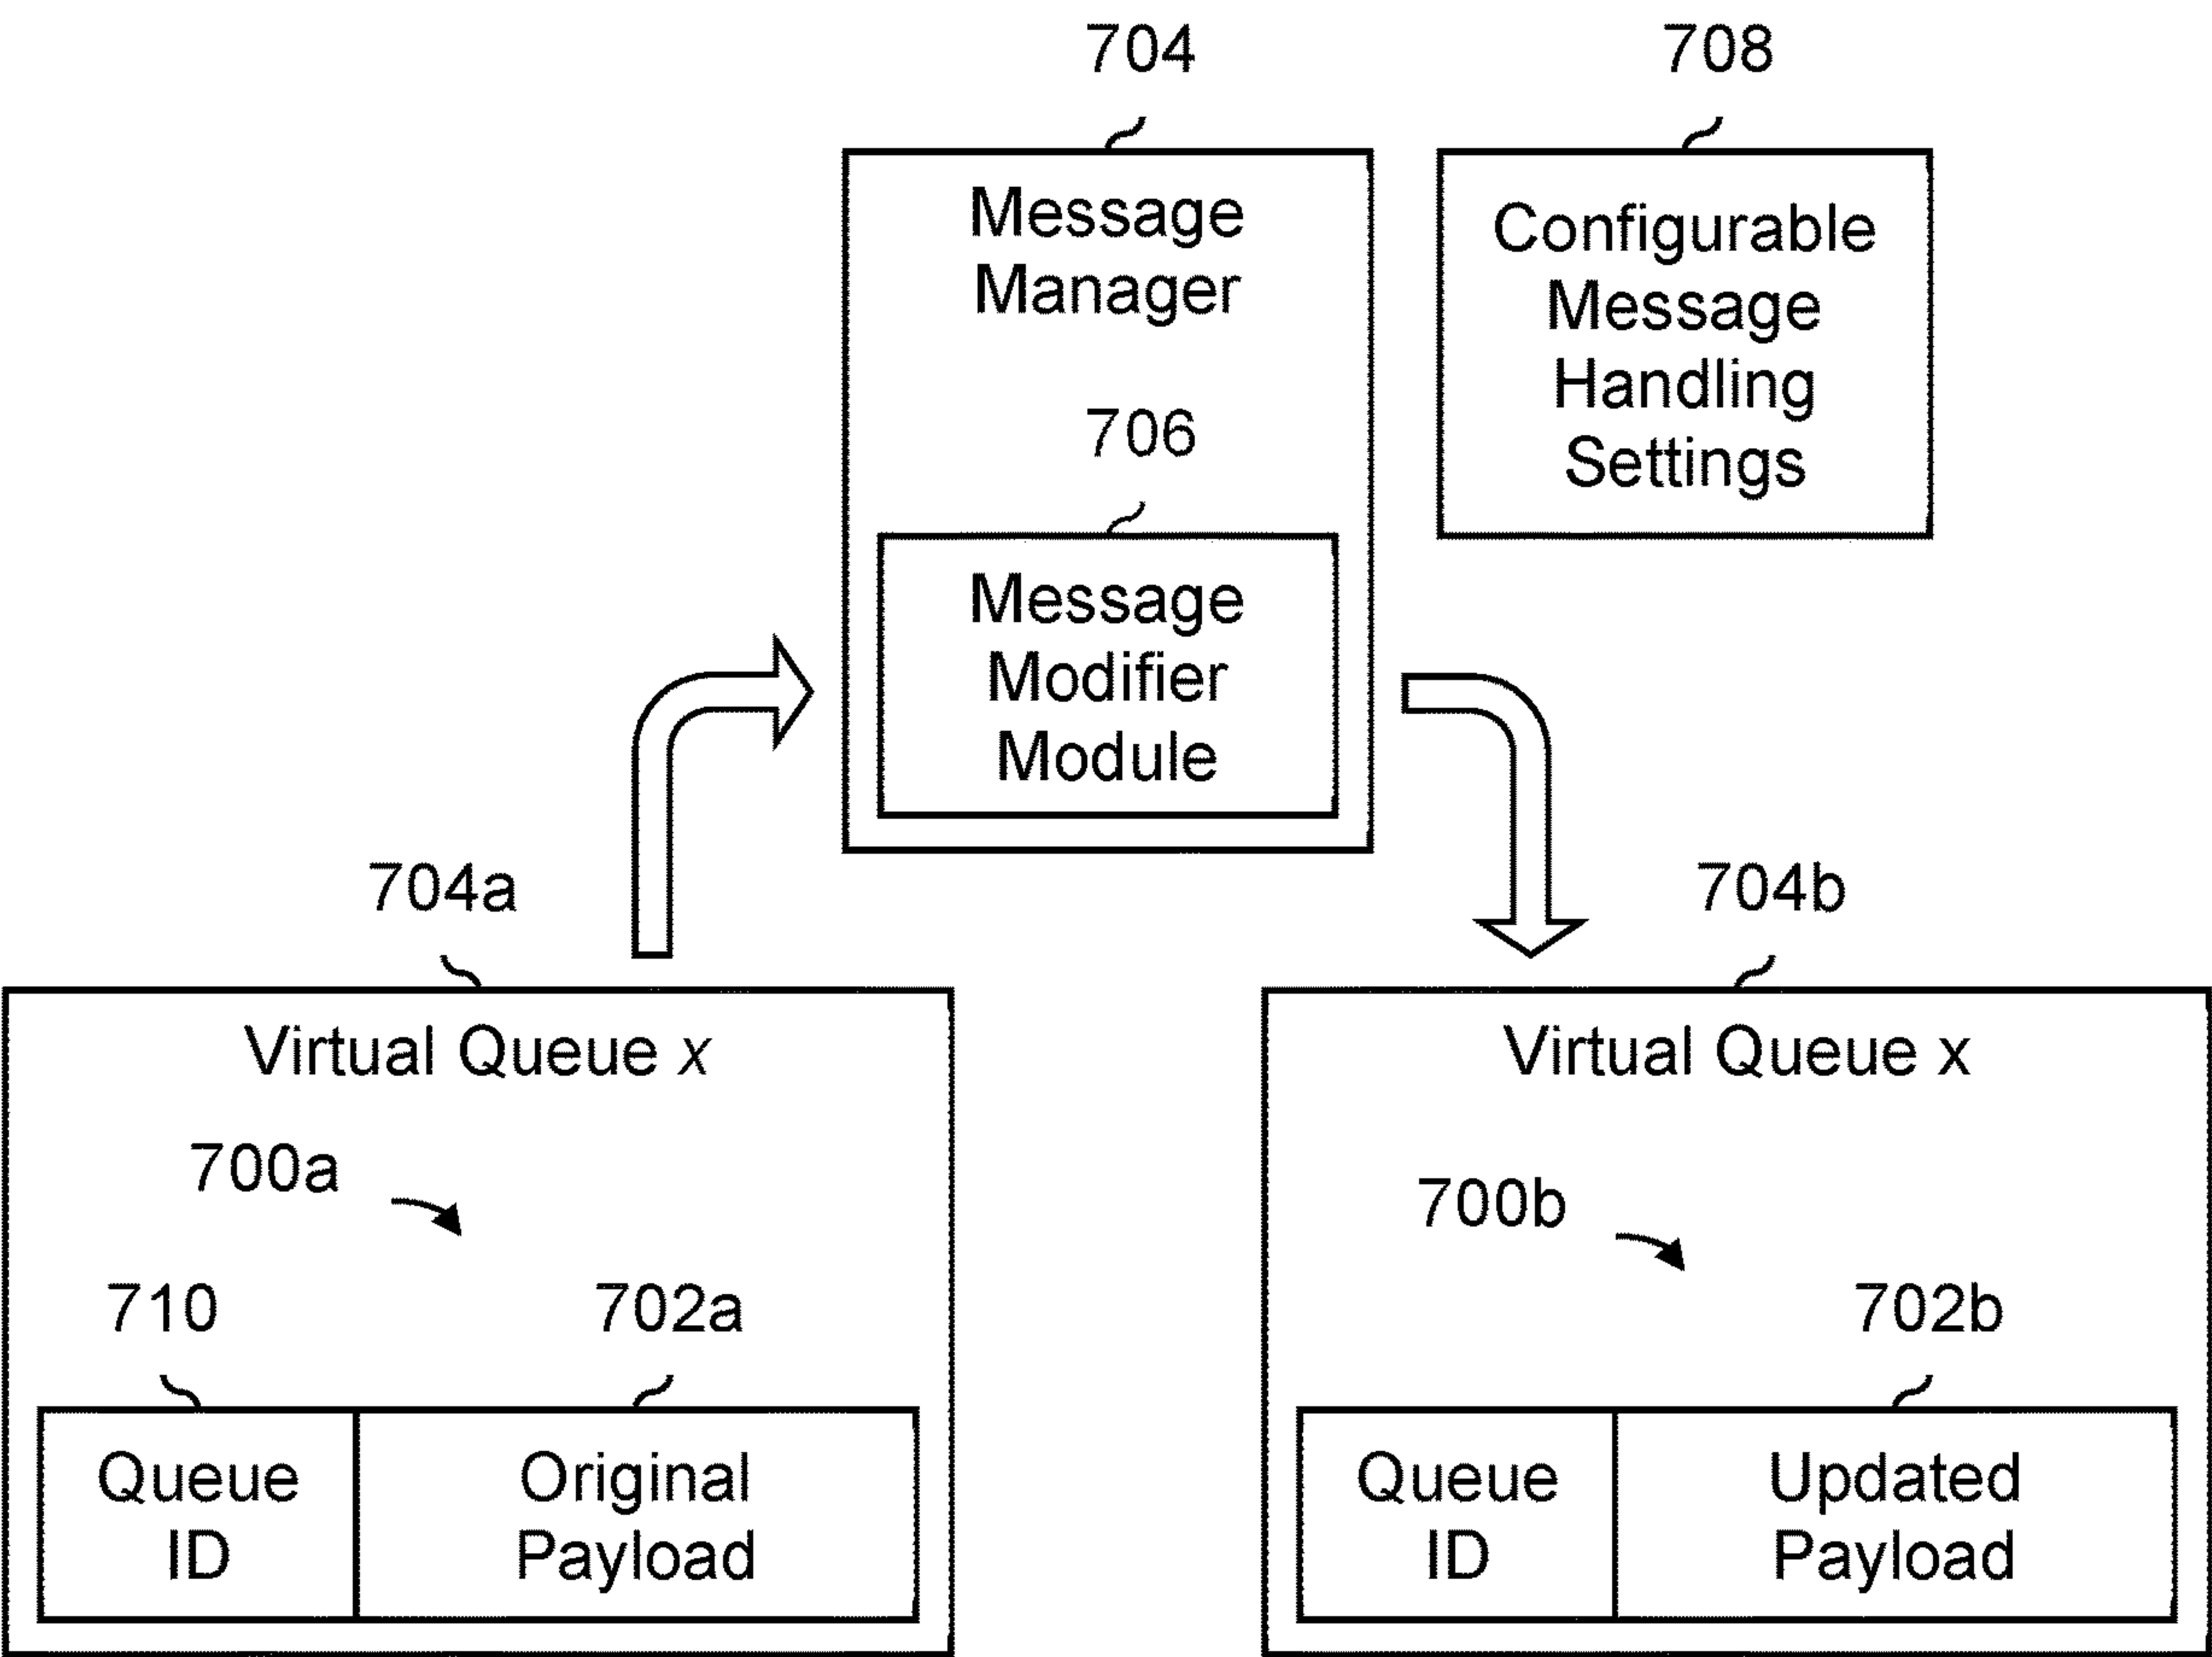 704
708
Message
Manager
Configurable
Message
Handling
Settings
706
Message
Modifier
Module
704a
704b
Virtual Queue x
700a
710
702a
Queue
ID
Original
Payload
Virtual Queue x
700b
702b
Queue
ID
Updated
Payload